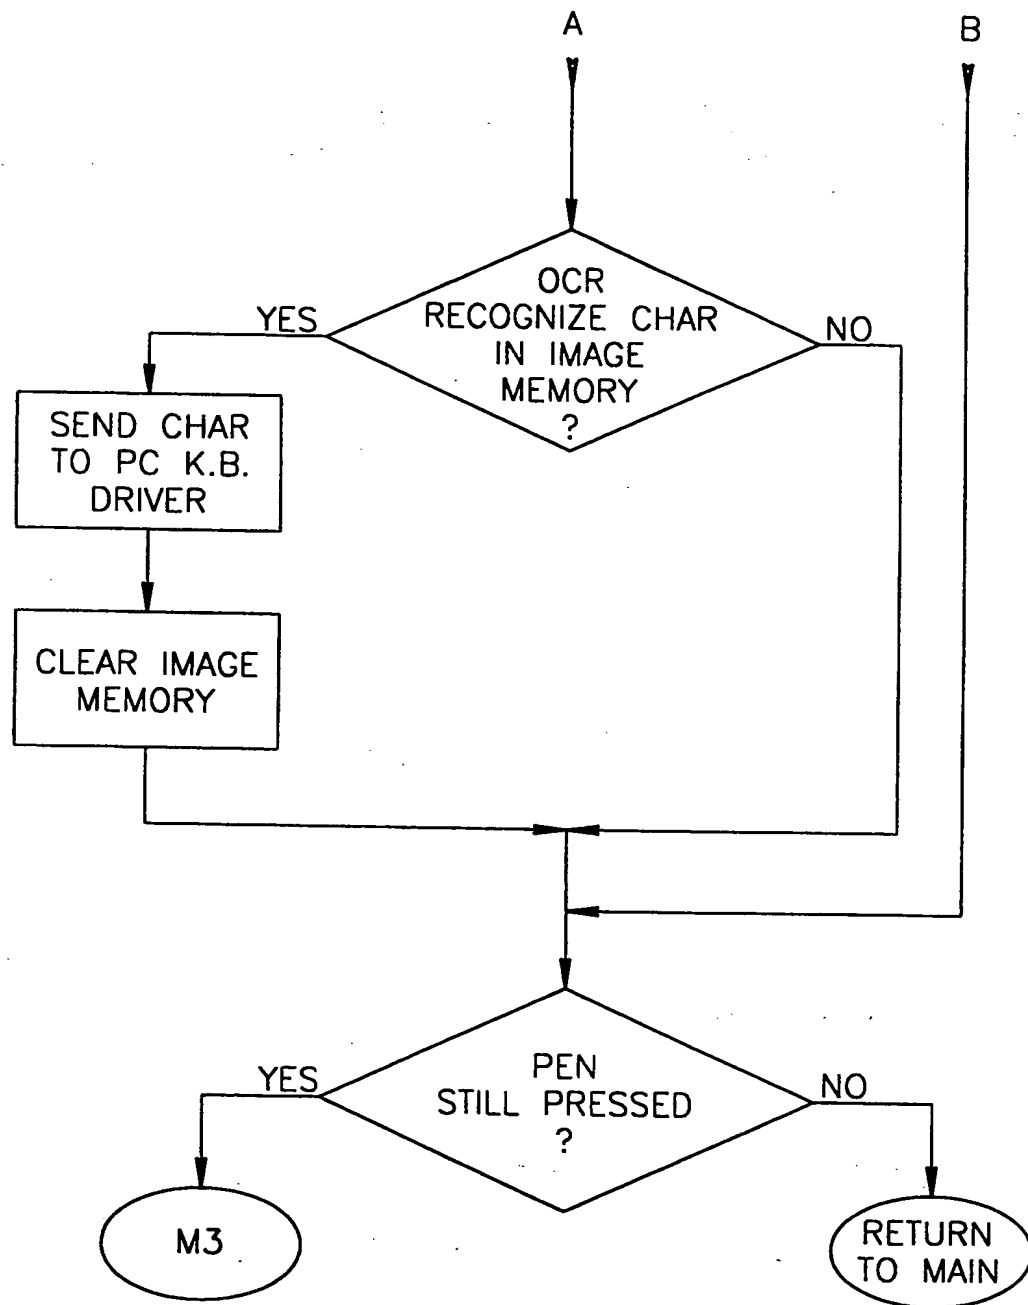 A
B
OCR
RECOGNIZE CHAR
IN IMAGE
MEMORY
?
YES
NO
SEND CHAR
TO PC K.B.
DRIVER
CLEAR IMAGE
MEMORY
PEN
STILL PRESSED
?
YES
NO
M3
RETURN
TO MAIN